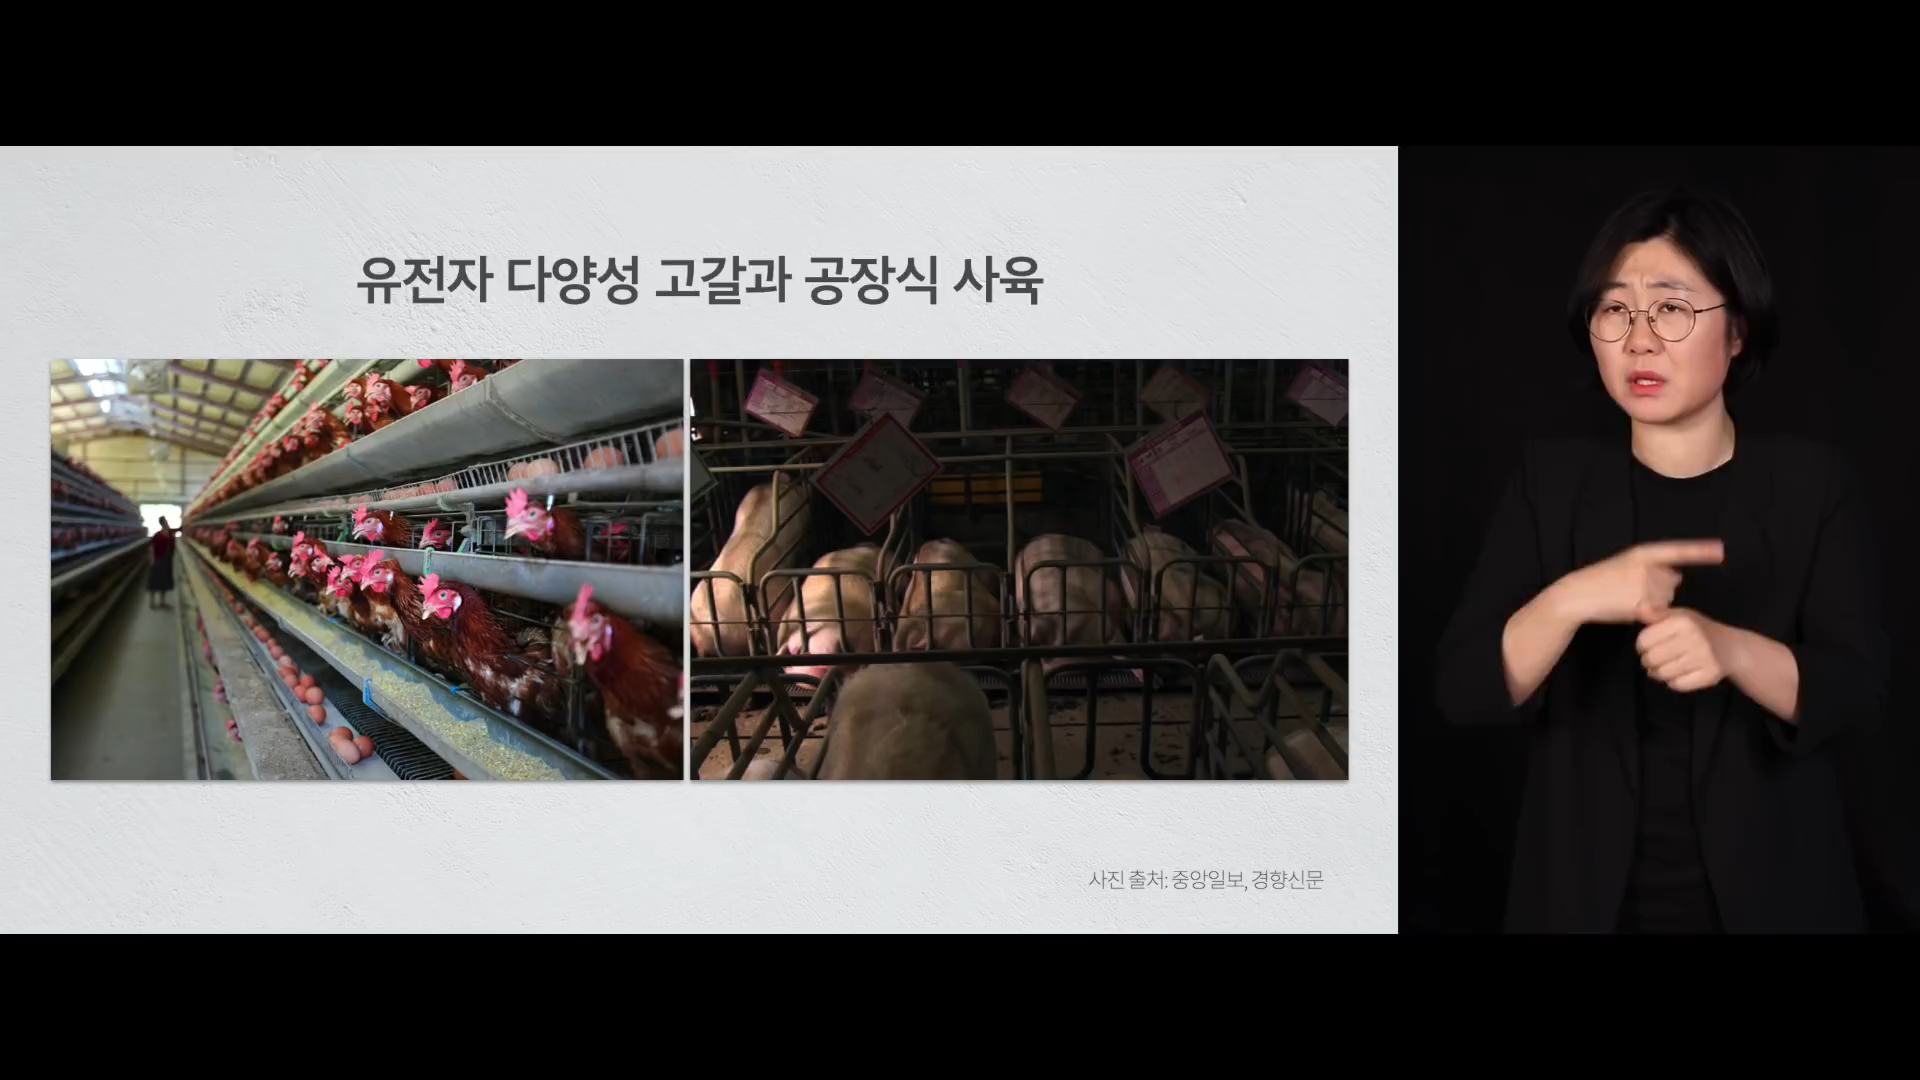 유전자 다양성 고갈과 공장식 사육
사진 출처: 중앙일보, 경향신문